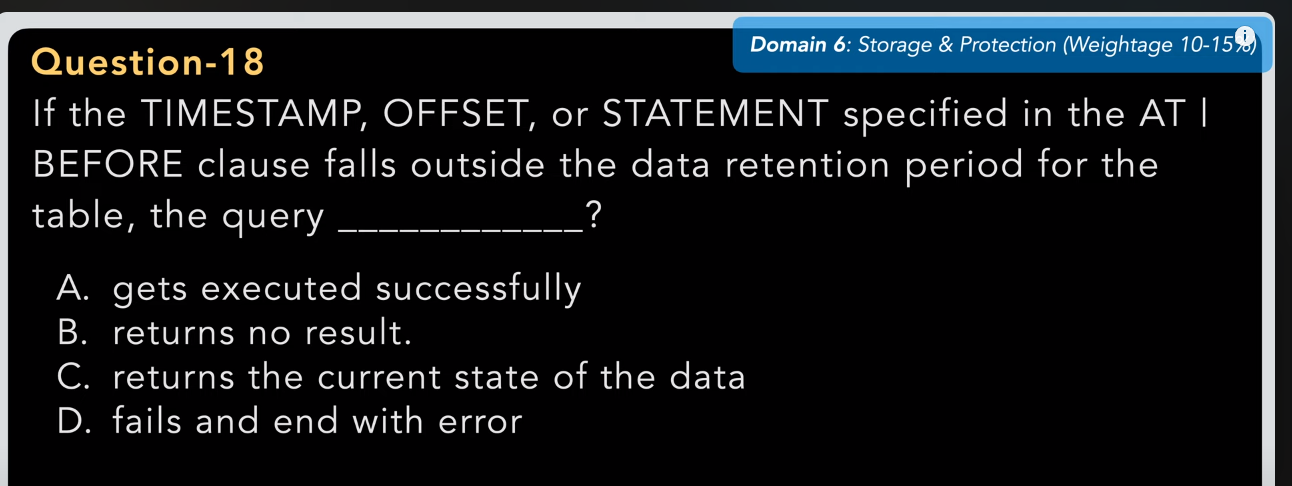 Domain 6: Storage & Protection (Weightage 10-15%)
Question-18
If the TIMESTAMP, OFFSET, or STATEMENT specified in the AT |
BEFORE clause falls outside the data retention period for the
table, the query ____________?
A. gets executed successfully
B. returns no result.
C. returns the current state of the data
D. fails and end with error